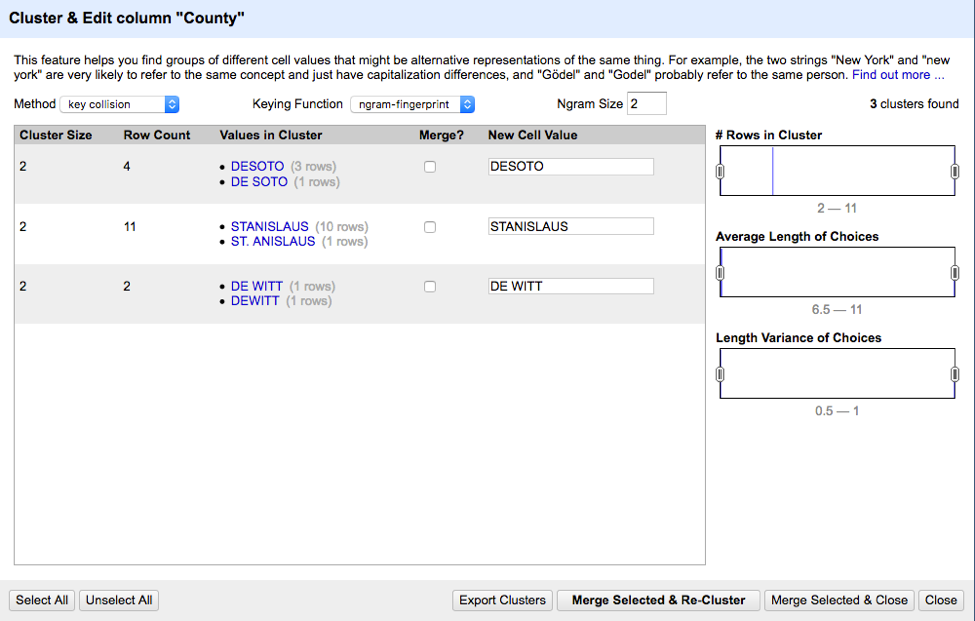 Cluster & Edit column "County"
This feature helps you find groups of different cell values that might be alternative representations of the same thing. For example, the two strings "New York" and "new
york" are very likely to refer to the same concept and just have capitalization differences, and "Gödel" and "Godel" probably refer to the same person. Find out more ...
Method key collision Keying Function ngram-fingerprint Ngram Size 2 3 clusters found
Cluster Size Row Count Values in Cluster Merge? New Cell Value
2 4 • DESOTO (3 rows) DESOTO
• DE SOTO (1 rows)
2 11 • STANISLAUS (10 rows) STANISLAUS
• ST. ANISLAUS (1 rows)
2 2 • DE WITT (1 rows) DE WITT
• DEWITT (1 rows)
# Rows in Cluster
2 — 11
Average Length of Choices
6.5 — 11
Length Variance of Choices
0.5 — 1
Select All Unselect All Export Clusters Merge Selected & Re-Cluster Merge Selected & Close Close